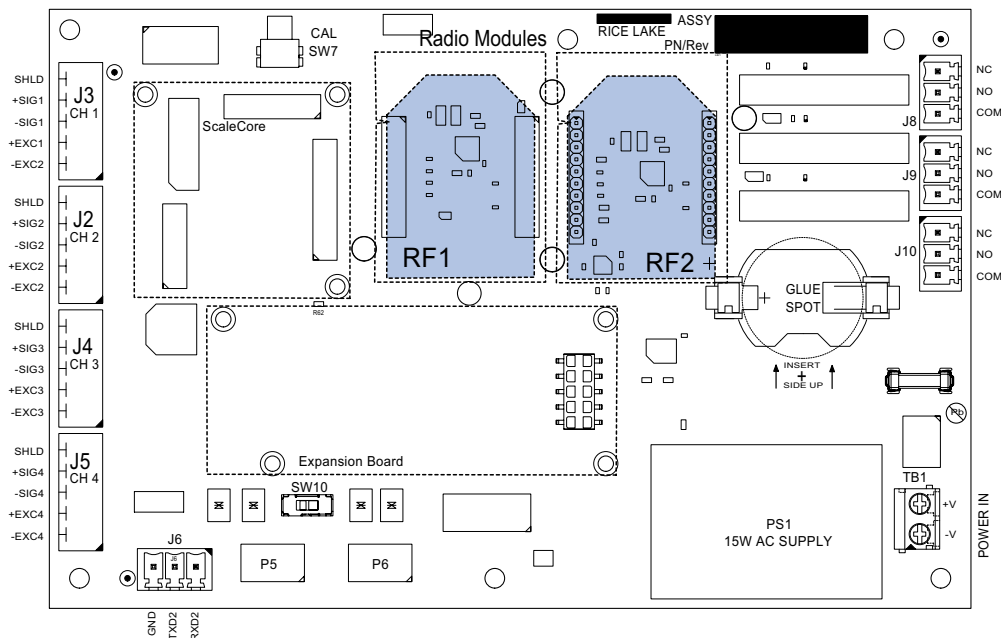 CAL
SW7
Radio Modules
RICE LAKE
ASSY
PN/Rev
SHLD
+SIG1
-SIG1
+EXC1
-EXC2
J3
CH 1
ScaleCore
RF1
RF2
NC
NO
COM
J8
NC
NO
COM
J9
NC
NO
COM
J10
SHLD
+SIG2
-SIG2
+EXC2
-EXC2
J2
CH 2
R62
GLUE
SPOT
+
INSERT
+
SIDE UP
SHLD
+SIG3
-SIG3
+EXC3
-EXC3
J4
CH 3
Expansion Board
Pb
SHLD
+SIG4
-SIG4
+EXC4
-EXC4
J5
CH 4
SW10
TB1
+V
-V
POWER IN
PS1
15W AC SUPPLY
J6
J6
P5
P6
GND
TXD2
RXD2